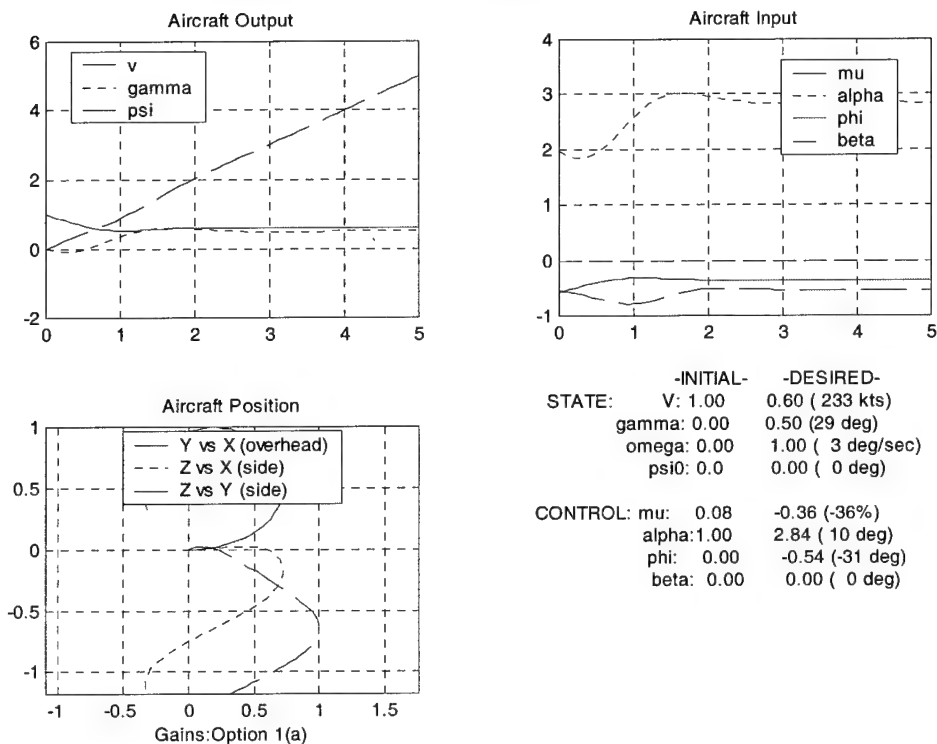 Aircraft Output
6
4
2
0
-2
v
gamma
psi
0 1 2 3 4 5
Aircraft Input
4
3
2
1
0
-1
mu
alpha
phi
beta
0 1 2 3 4 5
Aircraft Position
1
0.5
0
-0.5
-1
Y vs X (overhead)
Z vs X (side)
Z vs Y (side)
-1 -0.5 0 0.5 1 1.5
Gains:Option 1(a)
-INITIAL- -DESIRED-
STATE: V: 1.00 0.60 ( 233 kts)
gamma: 0.00 0.50 (29 deg)
omega: 0.00 1.00 ( 3 deg/sec)
psi0: 0.0 0.00 ( 0 deg)
CONTROL: mu: 0.08 -0.36 (-36%)
alpha:1.00 2.84 ( 10 deg)
phi: 0.00 -0.54 (-31 deg)
beta: 0.00 0.00 ( 0 deg)